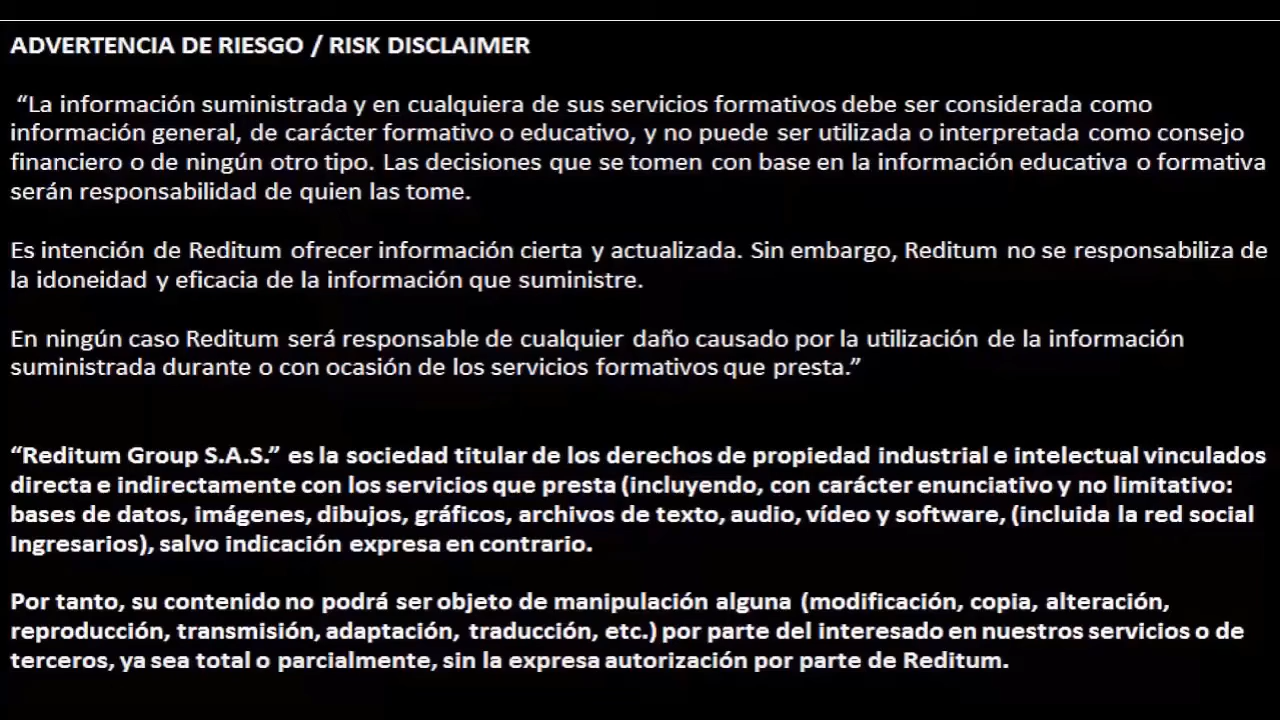 ADVERTENCIA DE RIESGO / RISK DISCLAIMER
“La información suministrada y en cualquiera de sus servicios formativos debe ser considerada como
información general, de carácter formativo o educativo, y no puede ser utilizada o interpretada como consejo
financiero o de ningún otro tipo. Las decisiones que se tomen con base en la información educativa o formativa
serán responsabilidad de quien las tome.
Es intención de Reditum ofrecer información cierta y actualizada. Sin embargo, Reditum no se responsabiliza de
la idoneidad y eficacia de la información que suministre.
En ningún caso Reditum será responsable de cualquier daño causado por la utilización de la información
suministrada durante o con ocasión de los servicios formativos que presta.”
“Reditum Group S.A.S.” es la sociedad titular de los derechos de propiedad industrial e intelectual vinculados
directa e indirectamente con los servicios que presta (incluyendo, con carácter enunciativo y no limitativo:
bases de datos, imágenes, dibujos, gráficos, archivos de texto, audio, vídeo y software, (incluida la red social
Ingresarios), salvo indicación expresa en contrario.
Por tanto, su contenido no podrá ser objeto de manipulación alguna (modificación, copia, alteración,
reproducción, transmisión, adaptación, traducción, etc.) por parte del interesado en nuestros servicios o de
terceros, ya sea total o parcialmente, sin la expresa autorización por parte de Reditum.